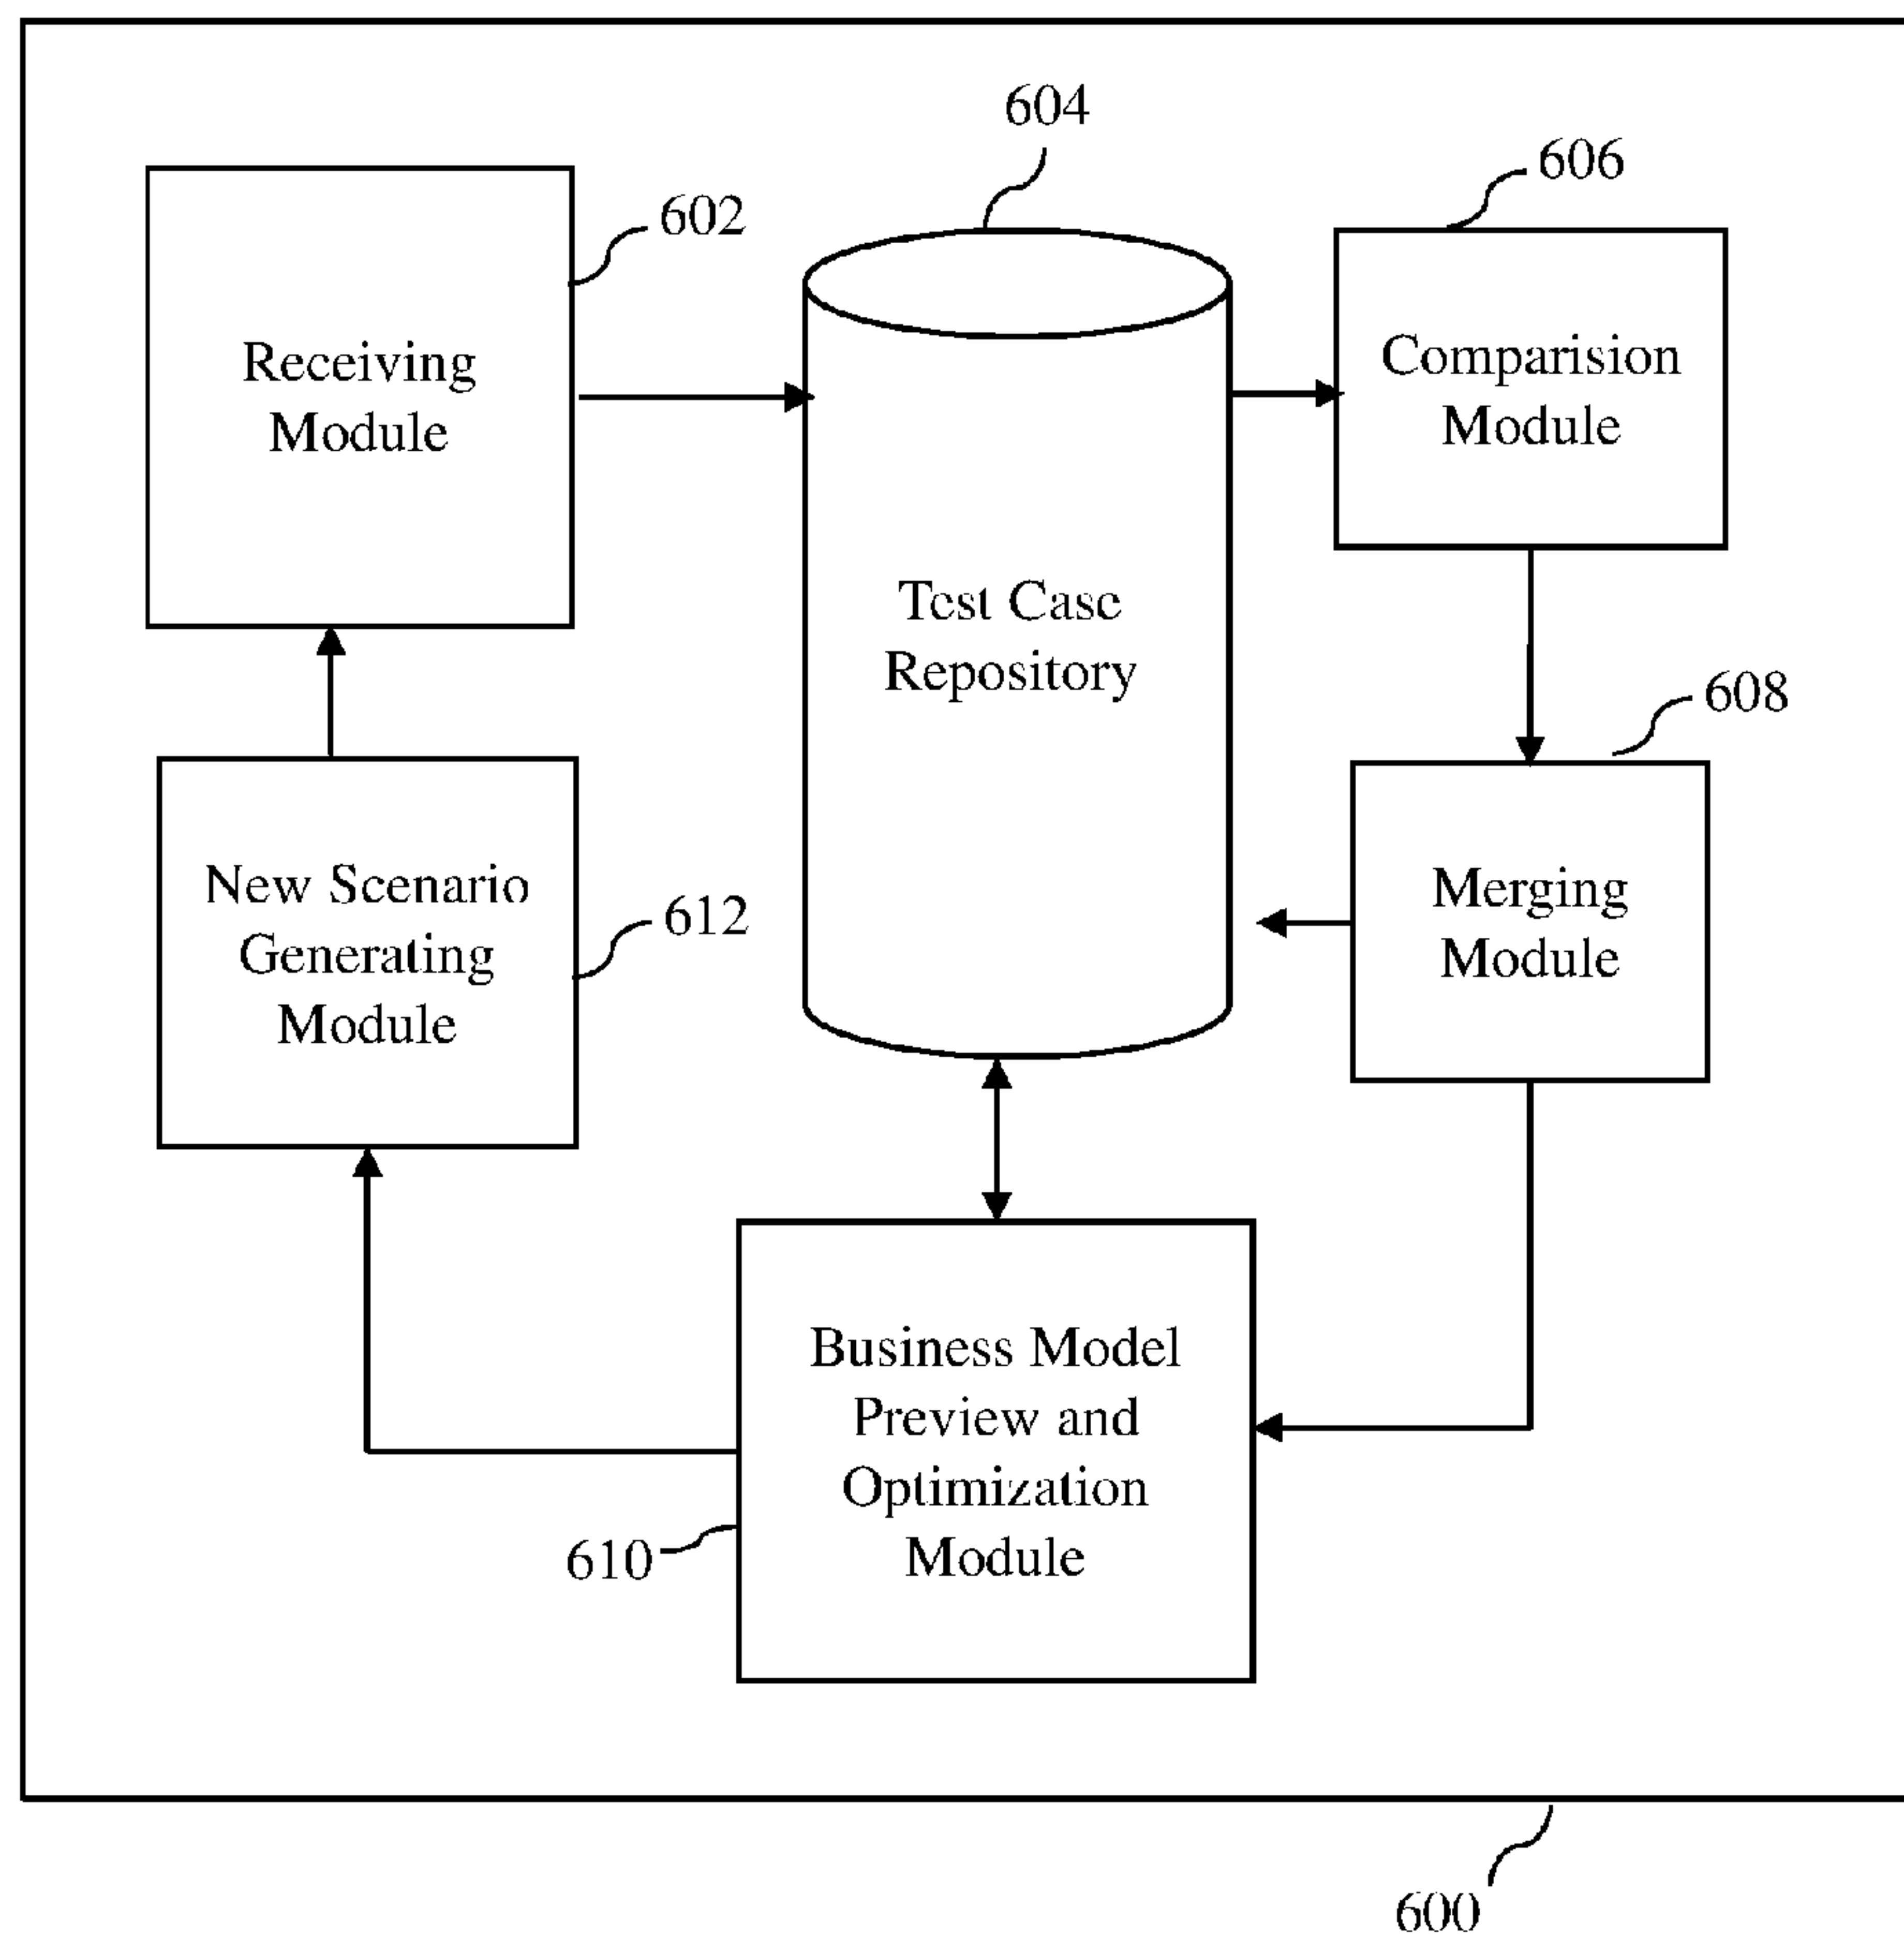 604
606
602
Receiving
Module
Comparision
Module
Test Case
Repository
608
New Scenario
Generating
Module
612
Merging
Module
Business Model
Preview and
Optimization
Module
610
600